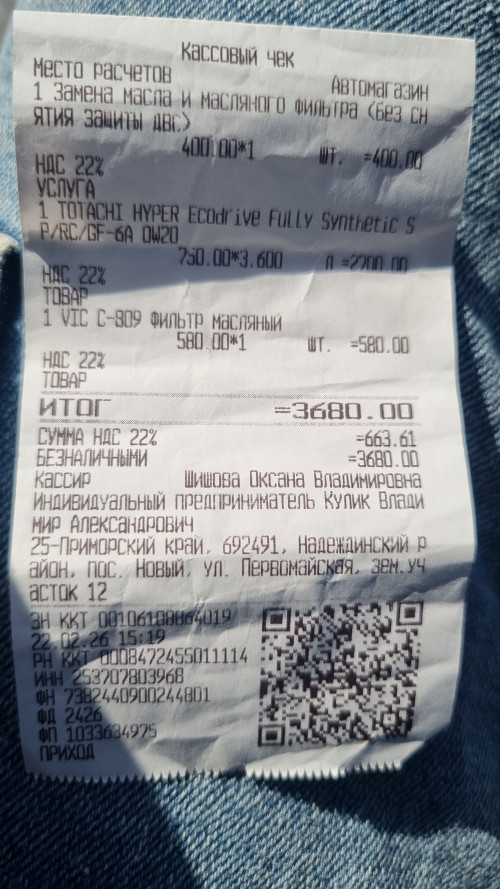 Кассовый чек
Место расчетов Автомагазин
1 Замена масла и масляного фильтра (без сн
ятия защиты ДВС)
400.00*1 шт. =400.00
НДС 22%
УСЛУГА
1 TOTACHI HYPER Ecodrive Fully Synthetic S
P/RC/GF-6A 0W20
750.00*3.600 л =2700.00
НДС 22%
ТОВАР
1 VIC C-809 Фильтр масляный
580.00*1 шт. =580.00
НДС 22%
ТОВАР
ИТОГ =3680.00
СУММА НДС 22% =663.61
БЕЗНАЛИЧНЫМИ =3680.00
Кассир Шишова Оксана Владимировна
Индивидуальный предприниматель Кулик Влади
мир Александрович
25-Приморский край, 692491, Надеждинский р
айон, пос. Новый, ул. Первомайская, зем.уч
асток 12
ЗН ККТ 00106188864019
22.02.26 15:19
РН ККТ 0008472455011114
ИНН 253707803968
ФН 7382440900244801
ФД 2426
ФП 1033634975
ПРИХОД